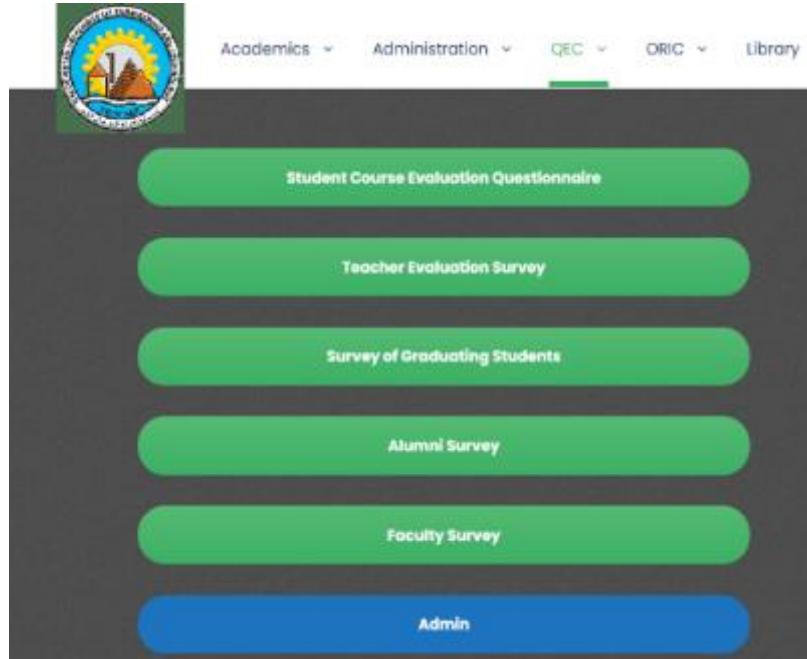 Academics
Administration
QEC
ORIC
Library
Student Course Evaluation Questionnaire
Teacher Evaluation Survey
Survey of Graduating Students
Alumni Survey
Faculty Survey
Admin